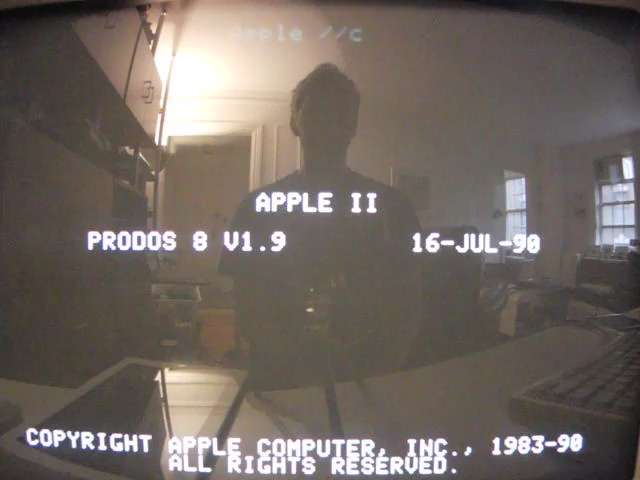 Apple //c
APPLE II
PRODOS 8 V1.9 16-JUL-90
COPYRIGHT APPLE COMPUTER, INC., 1983-90
ALL RIGHTS RESERVED.